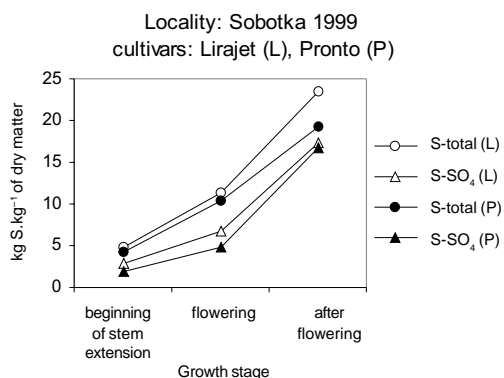 Locality: Sobotka 1999
cultivars: Lirajet (L), Pronto (P)
kg S.kg⁻¹ of dry matter
25
20
15
10
5
0
beginning
of stem
extension
flowering
after
flowering
Growth stage
S-total (L)
S-SO₄ (L)
S-total (P)
S-SO₄ (P)